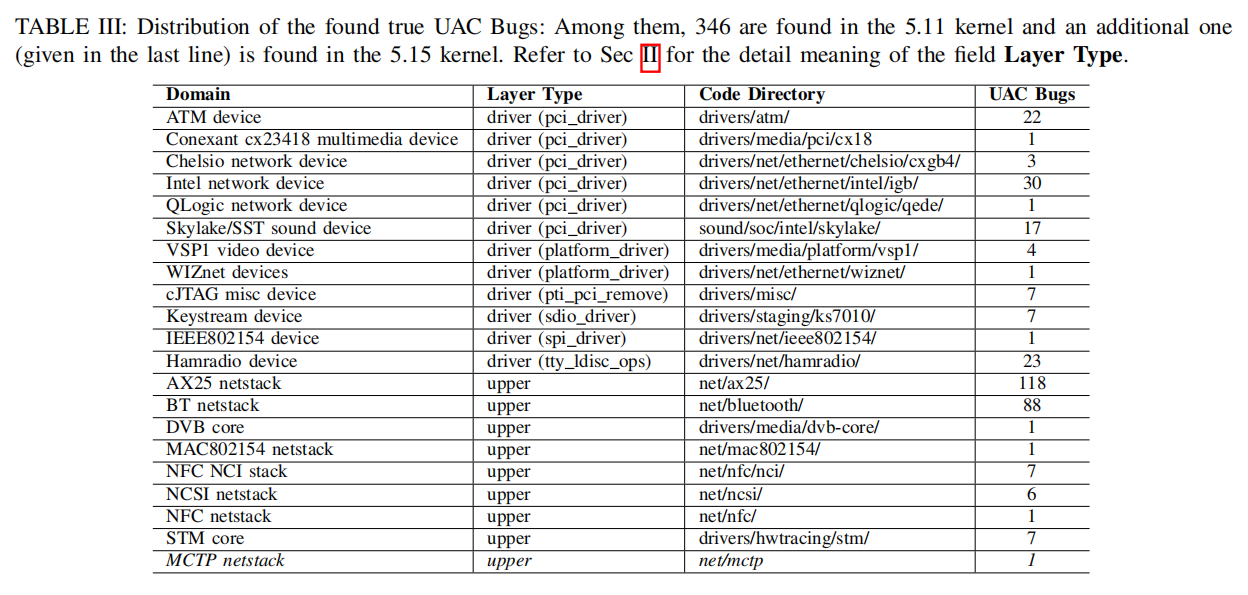 TABLE III: Distribution of the found true UAC Bugs: Among them, 346 are found in the 5.11 kernel and an additional one
(given in the last line) is found in the 5.15 kernel. Refer to Sec II for the detail meaning of the field Layer Type.
Domain Layer Type Code Directory UAC Bugs
ATM device driver (pci_driver) drivers/atm/ 22
Conexant cx23418 multimedia device driver (pci_driver) drivers/media/pci/cx18 1
Chelsio network device driver (pci_driver) drivers/net/ethernet/chelsio/cxgb4/ 3
Intel network device driver (pci_driver) drivers/net/ethernet/intel/igb/ 30
QLogic network device driver (pci_driver) drivers/net/ethernet/qlogic/qede/ 1
Skylake/SST sound device driver (pci_driver) sound/soc/intel/skylake/ 17
VSP1 video device driver (platform_driver) drivers/media/platform/vsp1/ 4
WIZnet devices driver (platform_driver) drivers/net/ethernet/wiznet/ 1
cJTAG misc device driver (pti_pci_remove) drivers/misc/ 7
Keystream device driver (sdio_driver) drivers/staging/ks7010/ 7
IEEE802154 device driver (spi_driver) drivers/net/ieee802154/ 1
Hamradio device driver (tty_ldisc_ops) drivers/net/hamradio/ 23
AX25 netstack upper net/ax25/ 118
BT netstack upper net/bluetooth/ 88
DVB core upper drivers/media/dvb-core/ 1
MAC802154 netstack upper net/mac802154/ 1
NFC NCI stack upper net/nfc/nci/ 7
NCSI netstack upper net/ncsi/ 6
NFC netstack upper net/nfc/ 1
STM core upper drivers/hwtracing/stm/ 7
MCTP netstack upper net/mctp 1